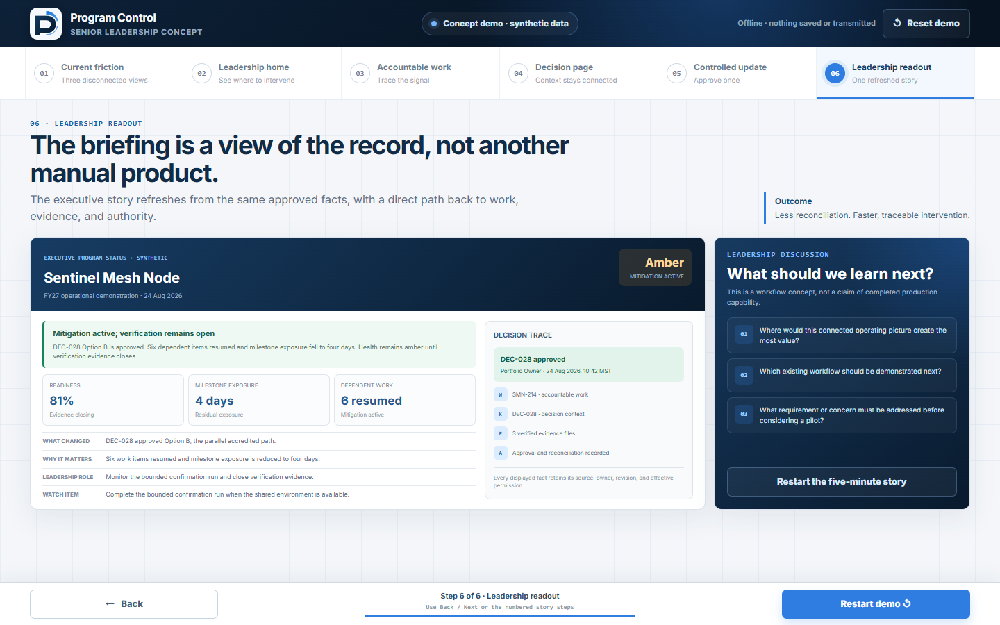 Program Control
SENIOR LEADERSHIP CONCEPT
Concept demo · synthetic data
Offline · nothing saved or transmitted
Reset demo
01
Current friction
Three disconnected views
02
Leadership home
See where to intervene
03
Accountable work
Trace the signal
04
Decision page
Context stays connected
05
Controlled update
Approve once
06
Leadership readout
One refreshed story
06 · LEADERSHIP READOUT
The briefing is a view of the record, not another
manual product.
The executive story refreshes from the same approved facts, with a direct path back to work,
evidence, and authority.
Outcome
Less reconciliation. Faster, traceable intervention.
EXECUTIVE PROGRAM STATUS · SYNTHETIC
Sentinel Mesh Node
FY27 operational demonstration · 24 Aug 2026
Amber
MITIGATION ACTIVE
Mitigation active; verification remains open
DEC-028 Option B is approved. Six dependent items resumed and milestone exposure fell to four days. Health remains amber until
verification evidence closes.
READINESS
81%
Evidence closing
MILESTONE EXPOSURE
4 days
Residual exposure
DEPENDENT WORK
6 resumed
Mitigation active
WHAT CHANGED DEC-028 approved Option B, the parallel accredited path.
WHY IT MATTERS Six work items resumed and milestone exposure is reduced to four days.
LEADERSHIP ROLE Monitor the bounded confirmation run and close verification evidence.
WATCH ITEM Complete the bounded confirmation run when the shared environment is available.
DECISION TRACE
DEC-028 approved
Portfolio Owner · 24 Aug 2026, 10:42 MST
W SMN-214 · accountable work
K DEC-028 · decision context
E 3 verified evidence files
A Approval and reconciliation recorded
Every displayed fact retains its source, owner, revision, and effective
permission.
LEADERSHIP DISCUSSION
What should we learn next?
This is a workflow concept, not a claim of completed production
capability.
01
Where would this connected operating picture create the
most value?
02
Which existing workflow should be demonstrated next?
03
What requirement or concern must be addressed before
considering a pilot?
Restart the five-minute story
← Back
Step 6 of 6 · Leadership readout
Use Back / Next or the numbered story steps
Restart demo